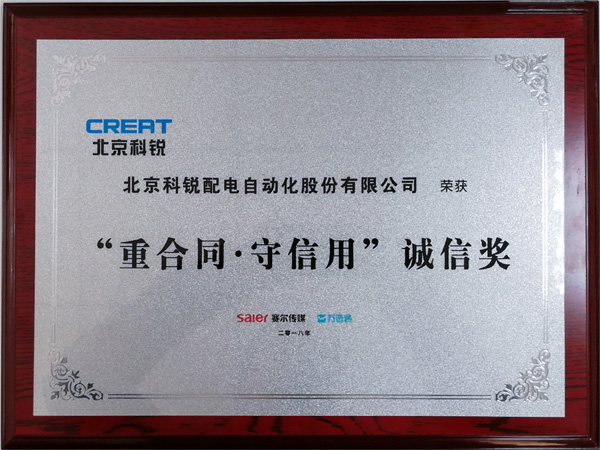 CREAT
北京科锐
北京科锐配电自动化股份有限公司 荣获
“重合同·守信用”诚信奖
saier 赛尔传媒 万选通
二零一八年